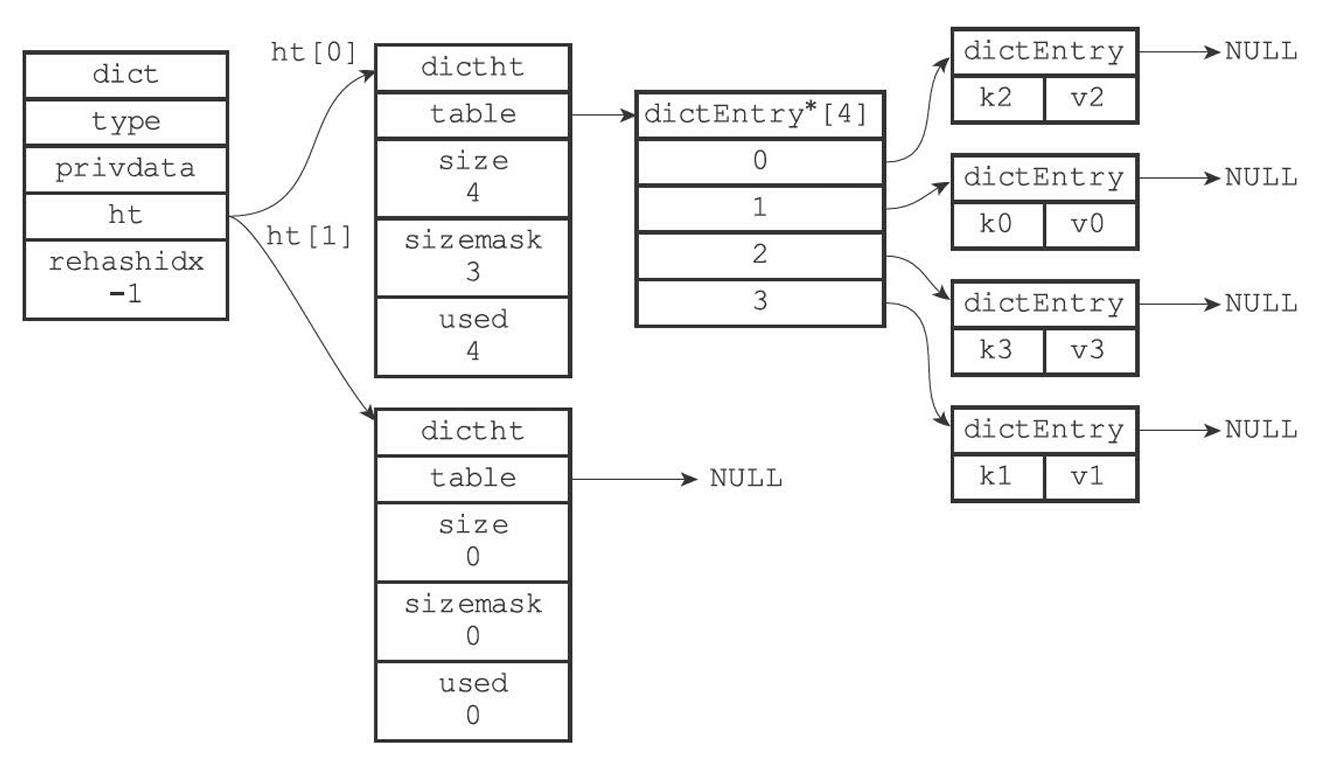 dict
type
privdata
ht
rehashidx
-1
ht[0]
ht[1]
dictht
table
size
4
sizemask
3
used
4
dictht
table
NULL
size
0
sizemask
0
used
0
dictEntry*[4]
0
1
2
3
dictEntry
NULL
k2 v2
dictEntry
NULL
k0 v0
dictEntry
NULL
k3 v3
dictEntry
NULL
k1 v1